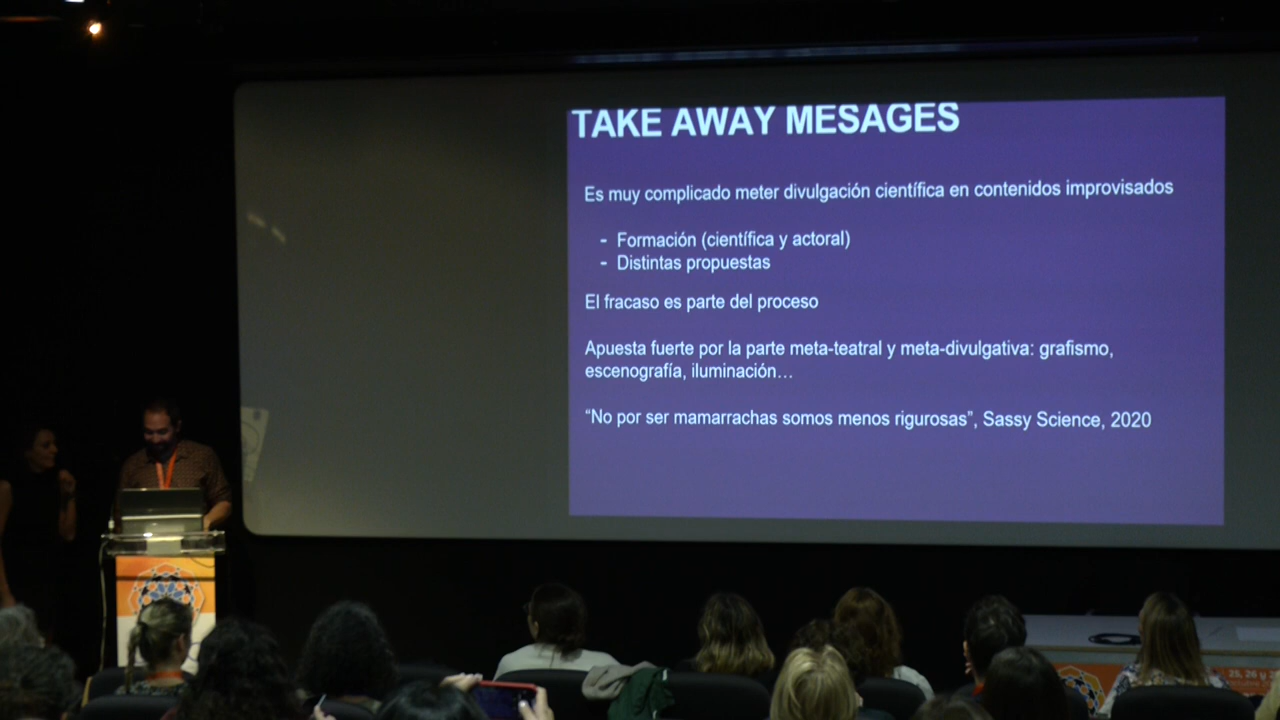 TAKE AWAY MESAGES
Es muy complicado meter divulgación científica en contenidos improvisados
- Formación (científica y actoral)
- Distintas propuestas
El fracaso es parte del proceso
Apuesta fuerte por la parte meta-teatral y meta-divulgativa: grafismo,
escenografía, iluminación…
“No por ser mamarrachas somos menos rigurosas”, Sassy Science, 2020
25, 26 y